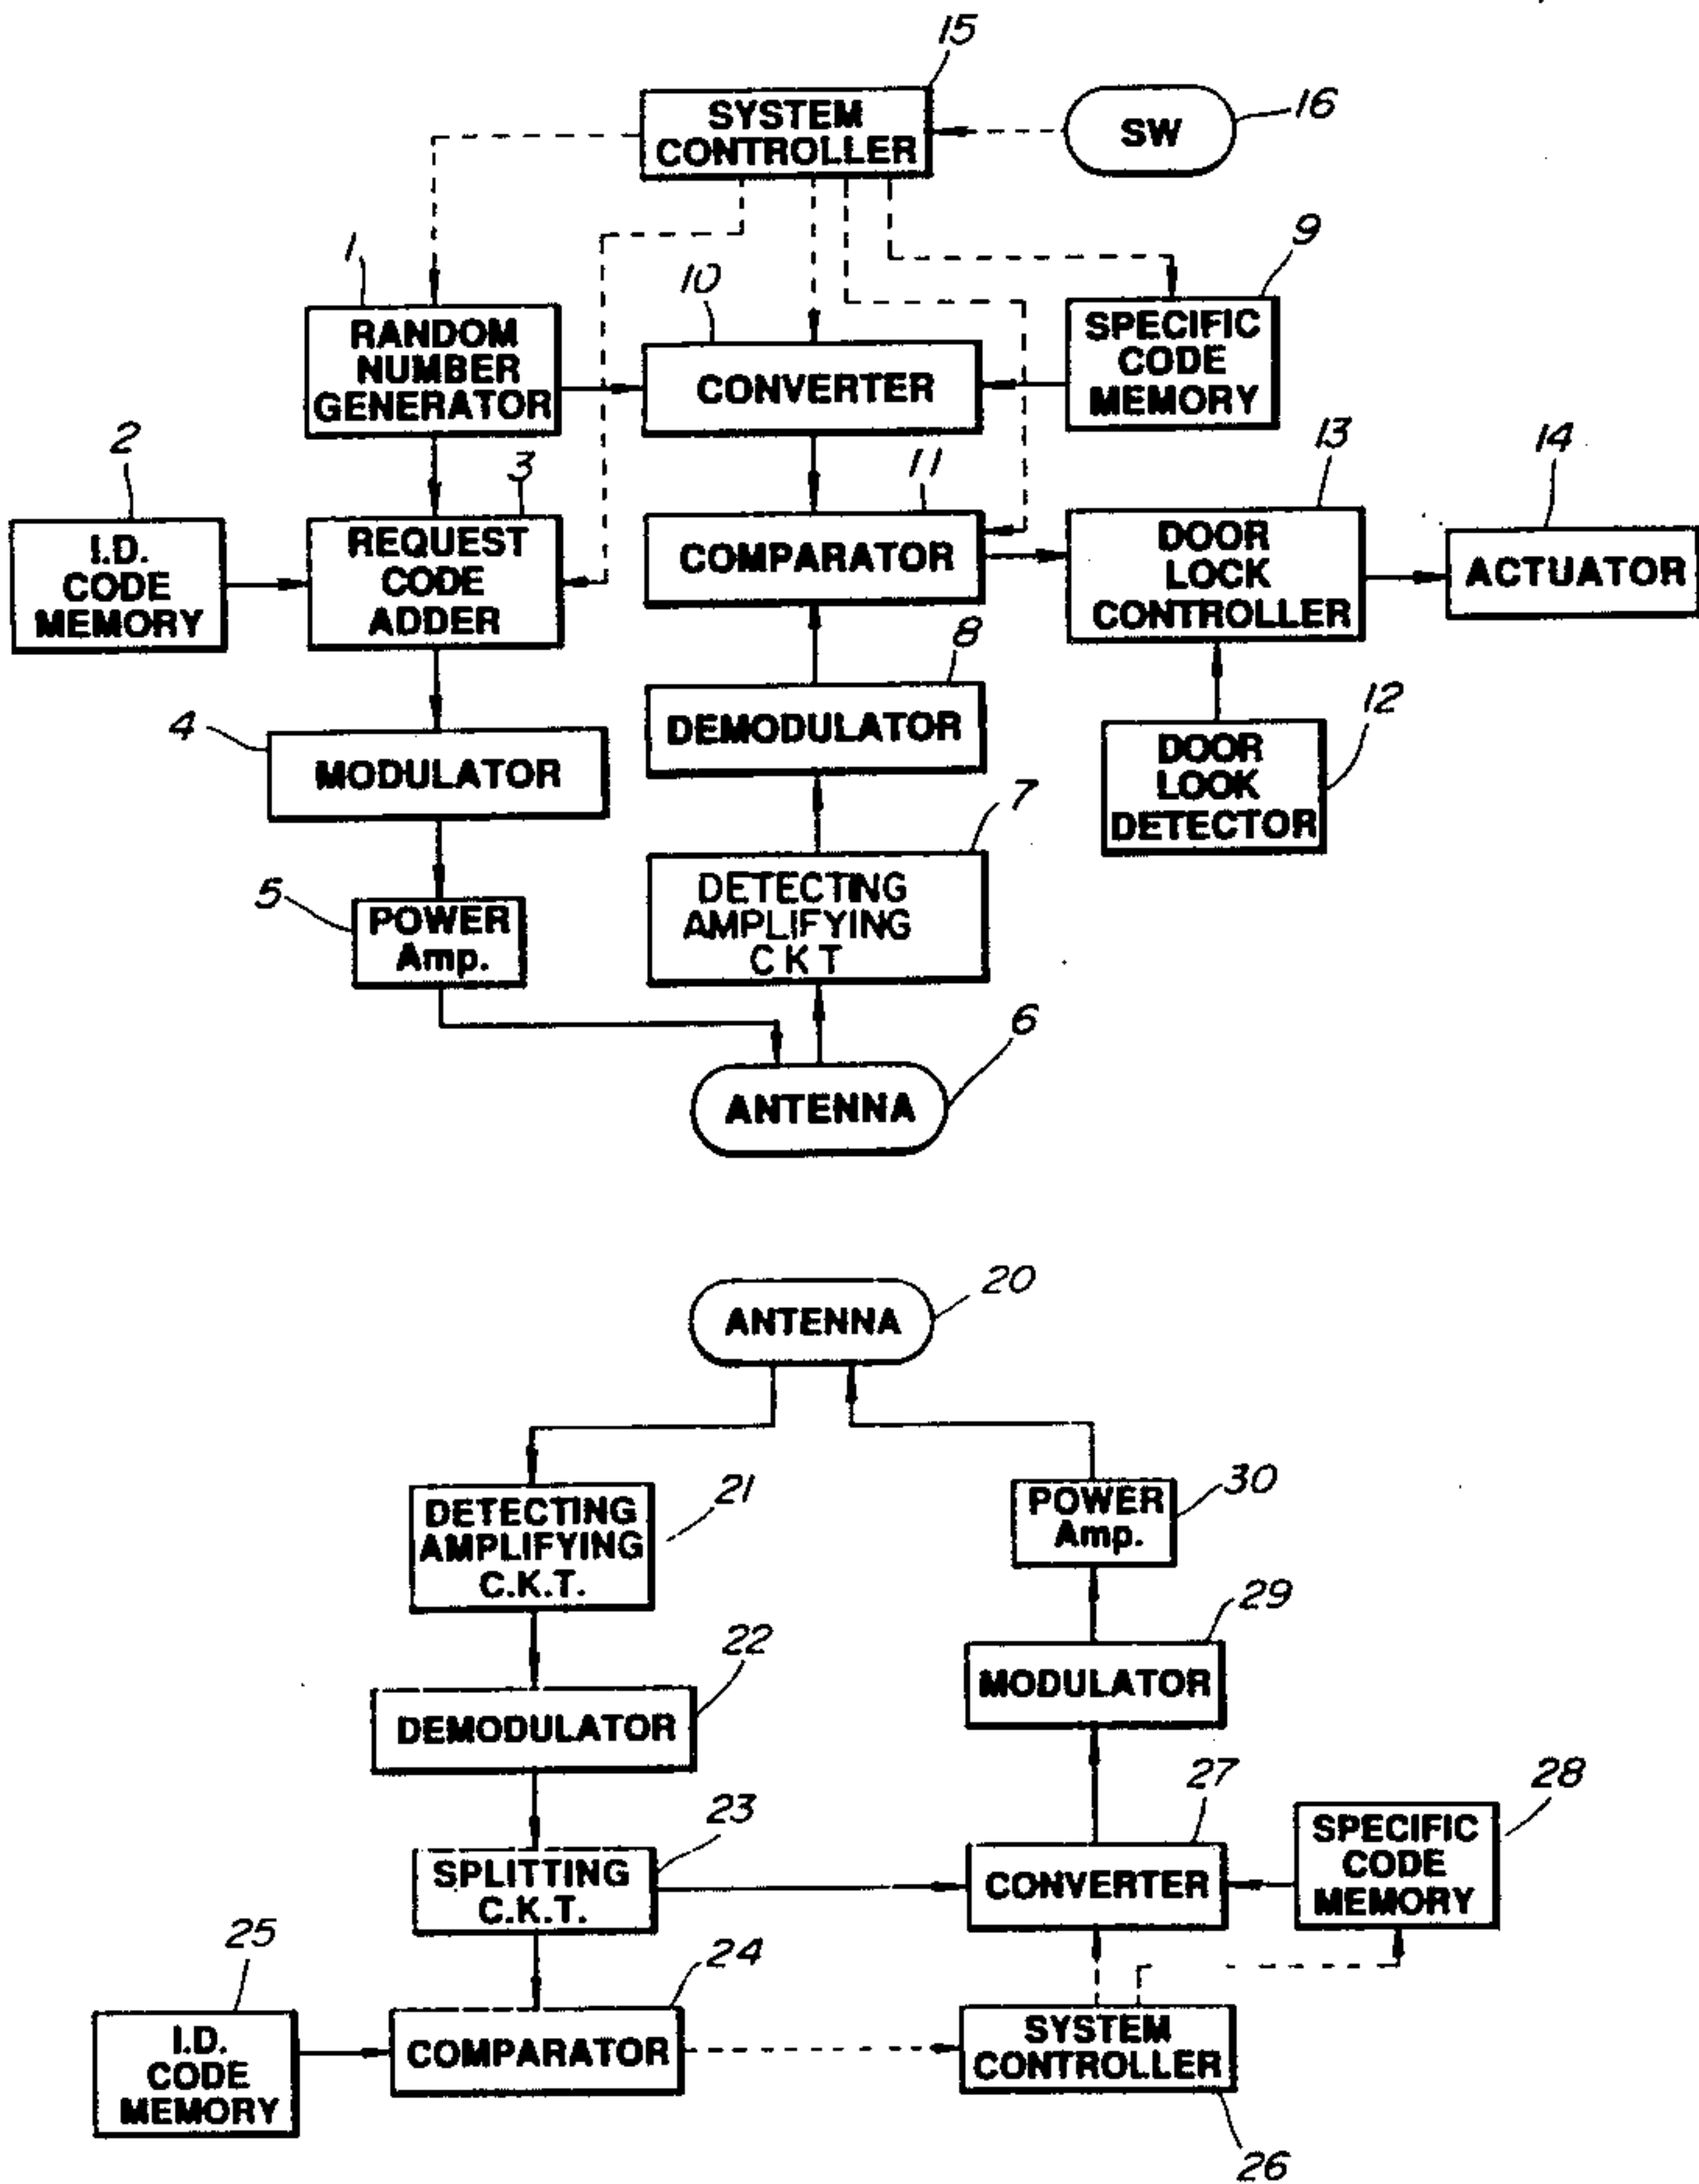 15
SYSTEM
CONTROLLER
SW
16
1
RANDOM
NUMBER
GENERATOR
10
CONVERTER
9
SPECIFIC
CODE
MEMORY
2
I.D.
CODE
MEMORY
3
REQUEST
CODE
ADDER
11
COMPARATOR
13
DOOR
LOCK
CONTROLLER
14
ACTUATOR
4
MODULATOR
8
DEMODULATOR
12
DOOR
LOOK
DETECTOR
5
POWER
Amp.
7
DETECTING
AMPLIFYING
CKT
6
ANTENNA
ANTENNA
20
DETECTING
AMPLIFYING
C.K.T.
21
POWER
Amp.
30
DEMODULATOR
22
MODULATOR
29
SPLITTING
C.K.T.
23
CONVERTER
27
SPECIFIC
CODE
MEMORY
28
25
I.D.
CODE
MEMORY
24
COMPARATOR
SYSTEM
CONTROLLER
26